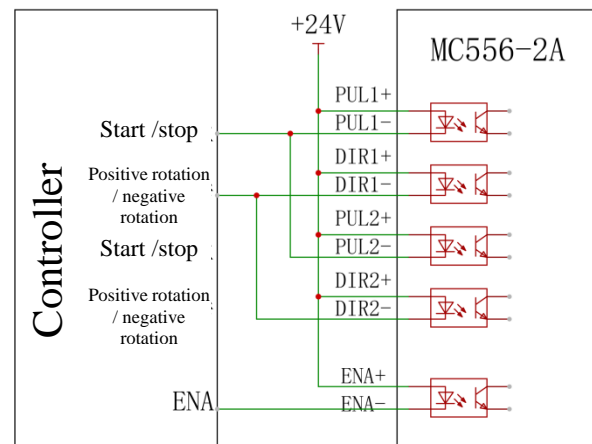 +24V
MC556-2A
Controller
Start /stop
Positive rotation
/ negative
rotation
Start /stop
Positive rotation
/ negative
rotation
ENA
PUL1+
PUL1-
DIR1+
DIR1-
PUL2+
PUL2-
DIR2+
DIR2-
ENA+
ENA-